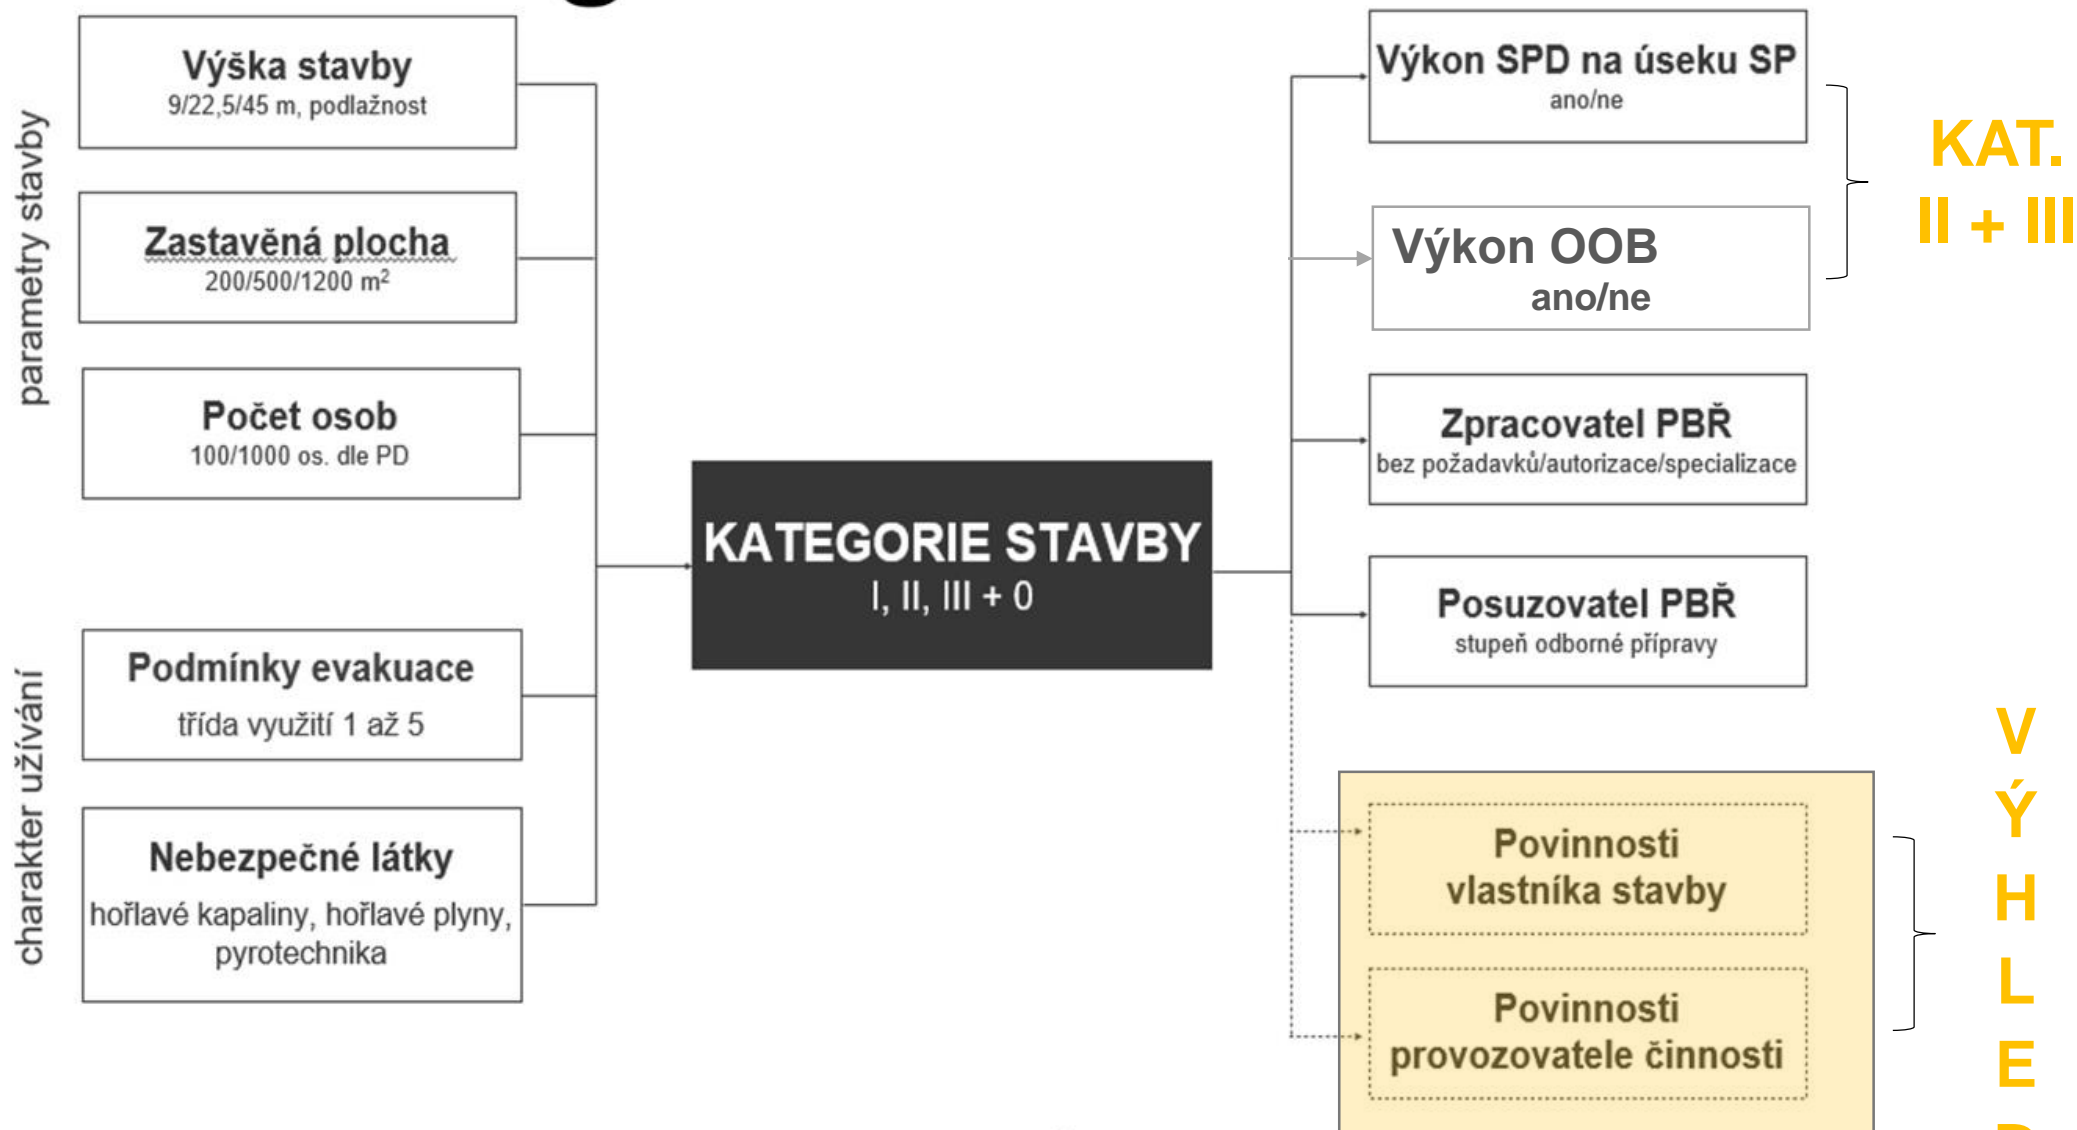 parametry stavby
Výška stavby
9/22,5/45 m, podlažnost
Zastavěná plocha
200/500/1200 m²
Počet osob
100/1000 os. dle PD
charakter užívání
Podmínky evakuace
třída využití 1 až 5
Nebezpečné látky
hořlavé kapaliny, hořlavé plyny,
pyrotechnika
KATEGORIE STAVBY
I, II, III + 0
Výkon SPD na úseku SP
ano/ne
Výkon OOB
ano/ne
Zpracovatel PBŘ
bez požadavků/autorizace/specializace
Posuzovatel PBŘ
stupeň odborné přípravy
Povinnosti
vlastníka stavby
Povinnosti
provozovatele činnosti
KAT.
II + III
V
Ý
H
L
E